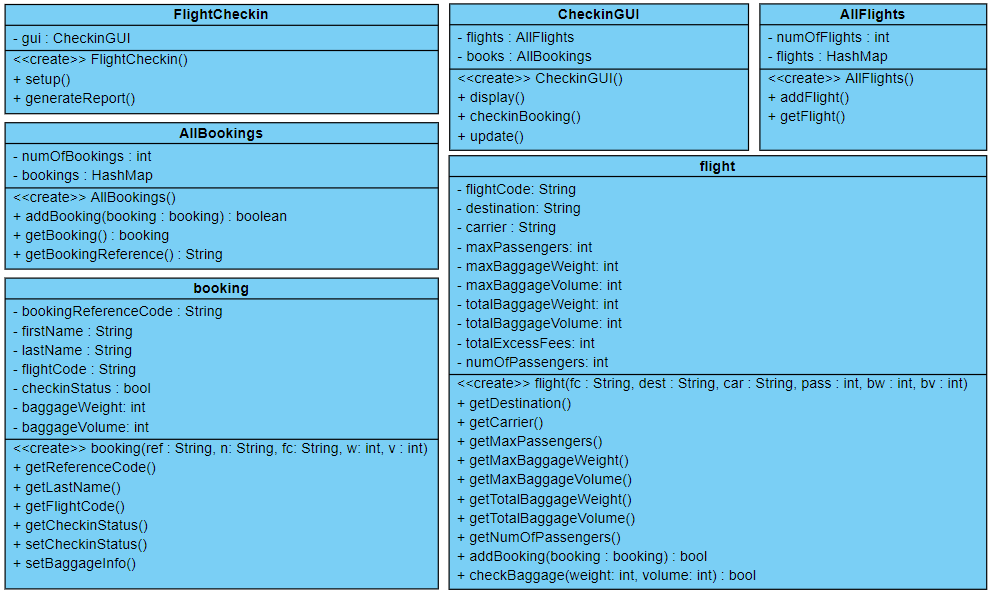 FlightCheckin
- gui : CheckinGUI
<<create>> FlightCheckin()
+ setup()
+ generateReport()
CheckinGUI
- flights : AllFlights
- books : AllBookings
<<create>> CheckinGUI()
+ display()
+ checkinBooking()
+ update()
AllFlights
- numOfFlights : int
- flights : HashMap
<<create>> AllFlights()
+ addFlight()
+ getFlight()
AllBookings
- numOfBookings : int
- bookings : HashMap
<<create>> AllBookings()
+ addBooking(booking : booking) : boolean
+ getBooking() : booking
+ getBookingReference() : String
booking
- bookingReferenceCode : String
- firstName : String
- lastName : String
- flightCode : String
- checkinStatus : bool
- baggageWeight: int
- baggageVolume: int
<<create>> booking(ref : String, n: String, fc: String, w: int, v : int)
+ getReferenceCode()
+ getLastName()
+ getFlightCode()
+ getCheckinStatus()
+ setCheckinStatus()
+ setBaggageInfo()
flight
- flightCode: String
- destination: String
- carrier : String
- maxPassengers: int
- maxBaggageWeight: int
- maxBaggageVolume: int
- totalBaggageWeight: int
- totalBaggageVolume: int
- totalExcessFees: int
- numOfPassengers: int
<<create>> flight(fc : String, dest : String, car : String, pass : int, bw : int, bv : int)
+ getDestination()
+ getCarrier()
+ getMaxPassengers()
+ getMaxBaggageWeight()
+ getMaxBaggageVolume()
+ getTotalBaggageWeight()
+ getTotalBaggageVolume()
+ getNumOfPassengers()
+ addBooking(booking : booking) : bool
+ checkBaggage(weight: int, volume: int) : bool